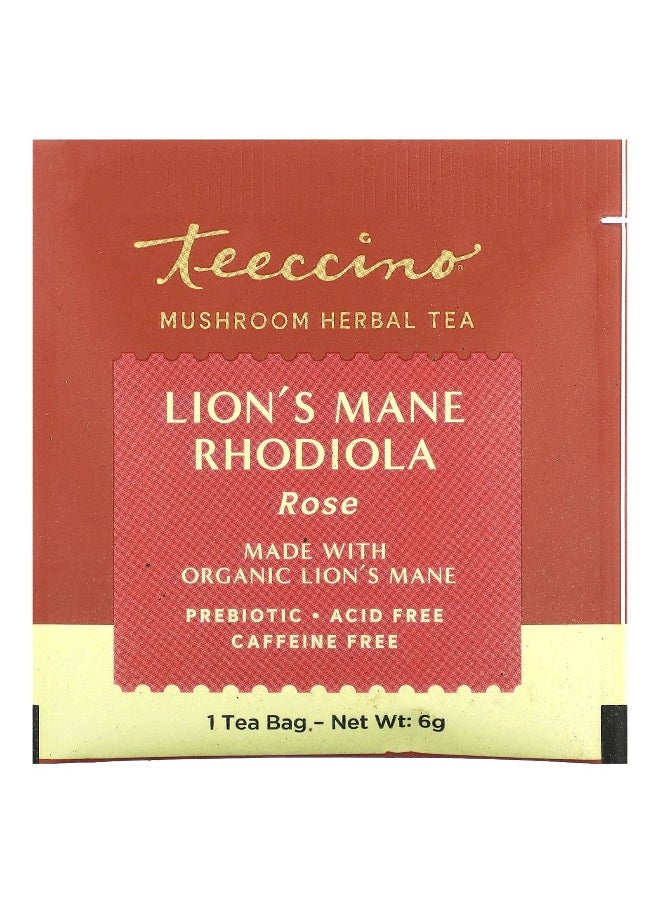 Teeccino®
MUSHROOM HERBAL TEA
LION'S MANE
RHODIOLA
Rose
MADE WITH
ORGANIC LION'S MANE
PREBIOTIC • ACID FREE
CAFFEINE FREE
1 Tea Bag – Net Wt: 6g